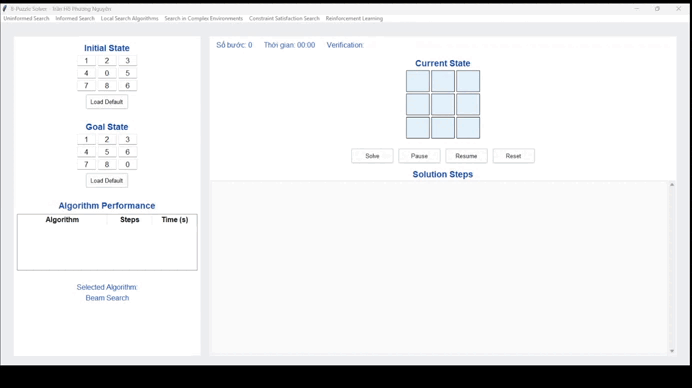 8-Puzzle Solver - Trần Hồ Phương Nguyên
Uninformed Search Informed Search Local Search Algorithms Search in Complex Environments Constraint Satisfaction Search Reinforcement Learning
Initial State
1 2 3
4 0 5
7 8 6
Load Default
Goal State
1 2 3
4 5 6
7 8 0
Load Default
Algorithm Performance
Algorithm Steps Time (s)
Selected Algorithm:
Beam Search
Số bước: 0 Thời gian: 00:00 Verification:
Current State
Solve Pause Resume Reset
Solution Steps